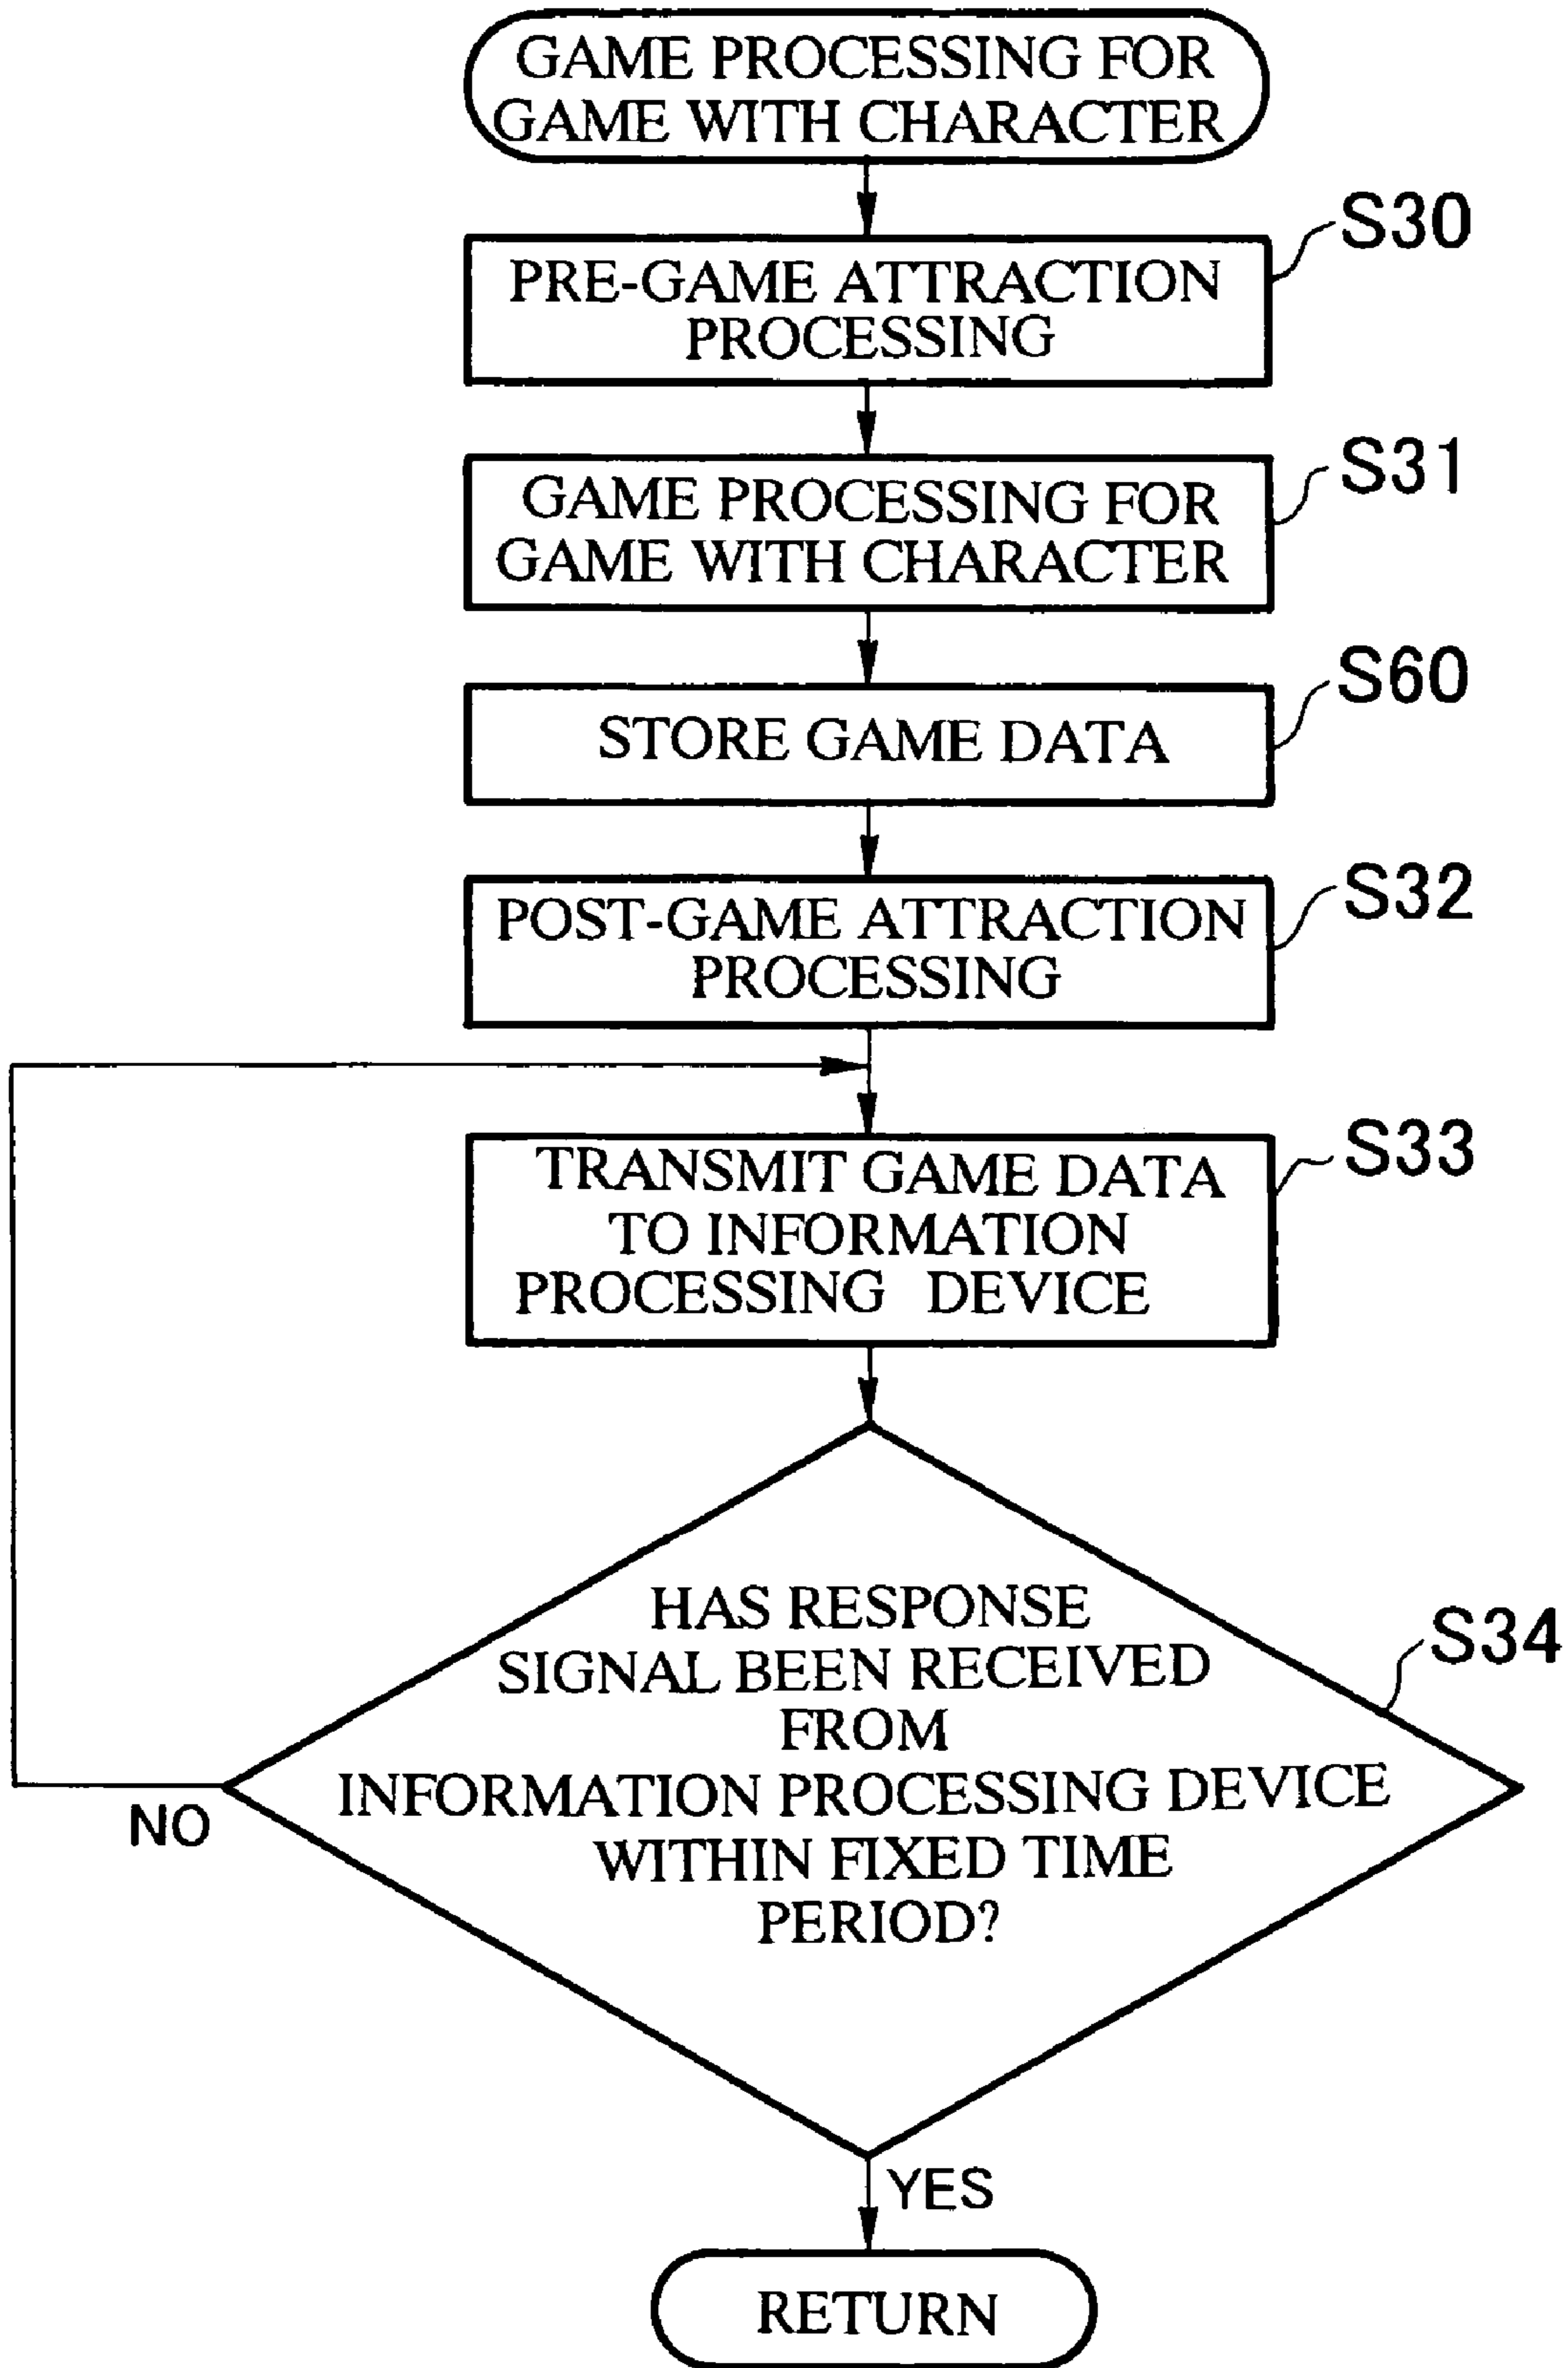 GAME PROCESSING FOR
GAME WITH CHARACTER
S30
PRE-GAME ATTRACTION
PROCESSING
S31
GAME PROCESSING FOR
GAME WITH CHARACTER
S60
STORE GAME DATA
S32
POST-GAME ATTRACTION
PROCESSING
S33
TRANSMIT GAME DATA
TO INFORMATION
PROCESSING DEVICE
S34
HAS RESPONSE
SIGNAL BEEN RECEIVED
FROM
INFORMATION PROCESSING DEVICE
WITHIN FIXED TIME
PERIOD?
NO
YES
RETURN